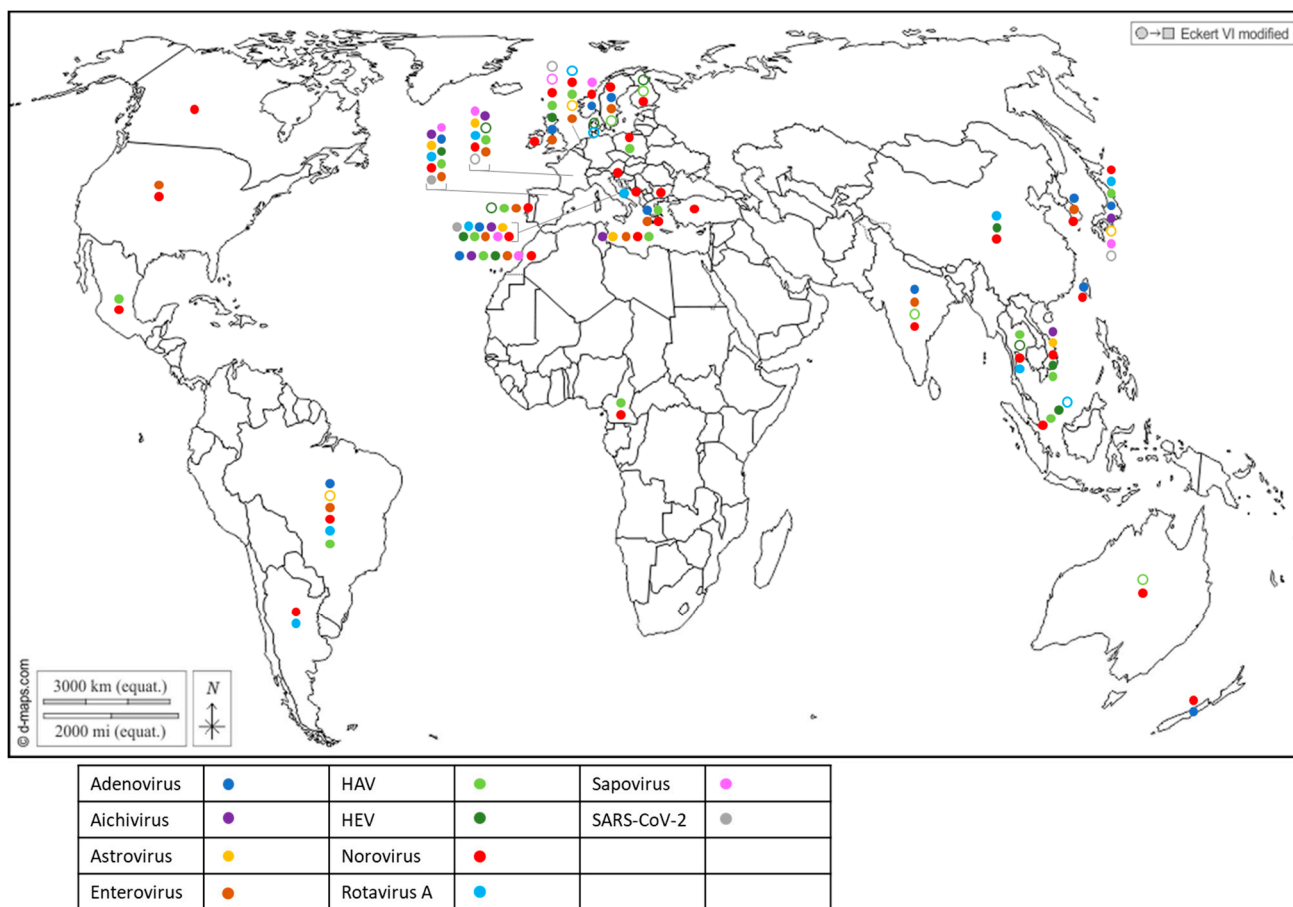 Eckert VI modified
© d-maps.com
3000 km (equat.)
2000 mi (equat.)
N
Adenovirus HAV Sapovirus
Aichivirus HEV SARS-CoV-2
Astrovirus Norovirus
Enterovirus Rotavirus A